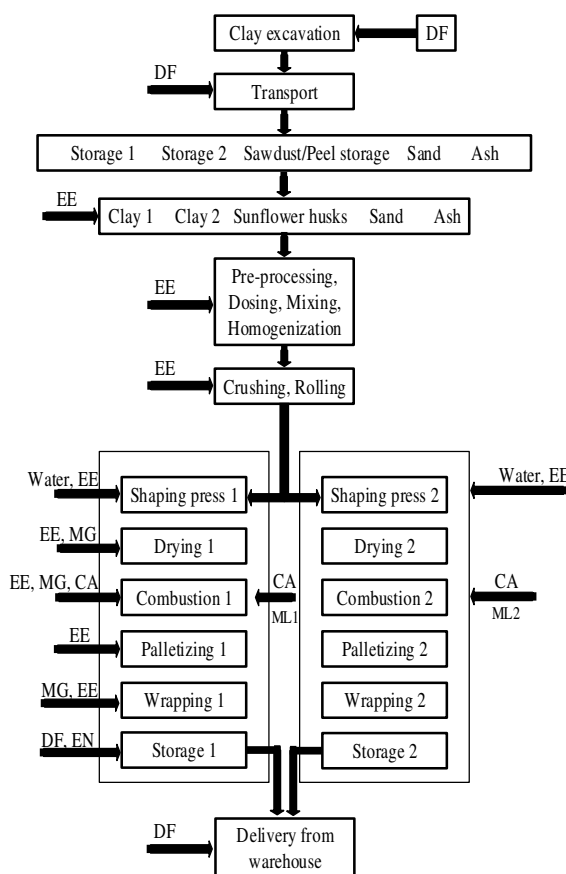 Clay excavation
DF
DF
Transport
Storage 1 Storage 2 Sawdust/Peel storage Sand Ash
EE
Clay 1 Clay 2 Sunflower husks Sand Ash
EE
Pre-processing,
Dosing, Mixing,
Homogenization
EE
Crushing, Rolling
Water, EE
Shaping press 1
Shaping press 2
Water, EE
EE, MG
Drying 1
Drying 2
EE, MG, CA
Combustion 1
CA
ML1
Combustion 2
CA
ML2
EE
Palletizing 1
Palletizing 2
MG, EE
Wrapping 1
Wrapping 2
DF, EN
Storage 1
Storage 2
DF
Delivery from
warehouse